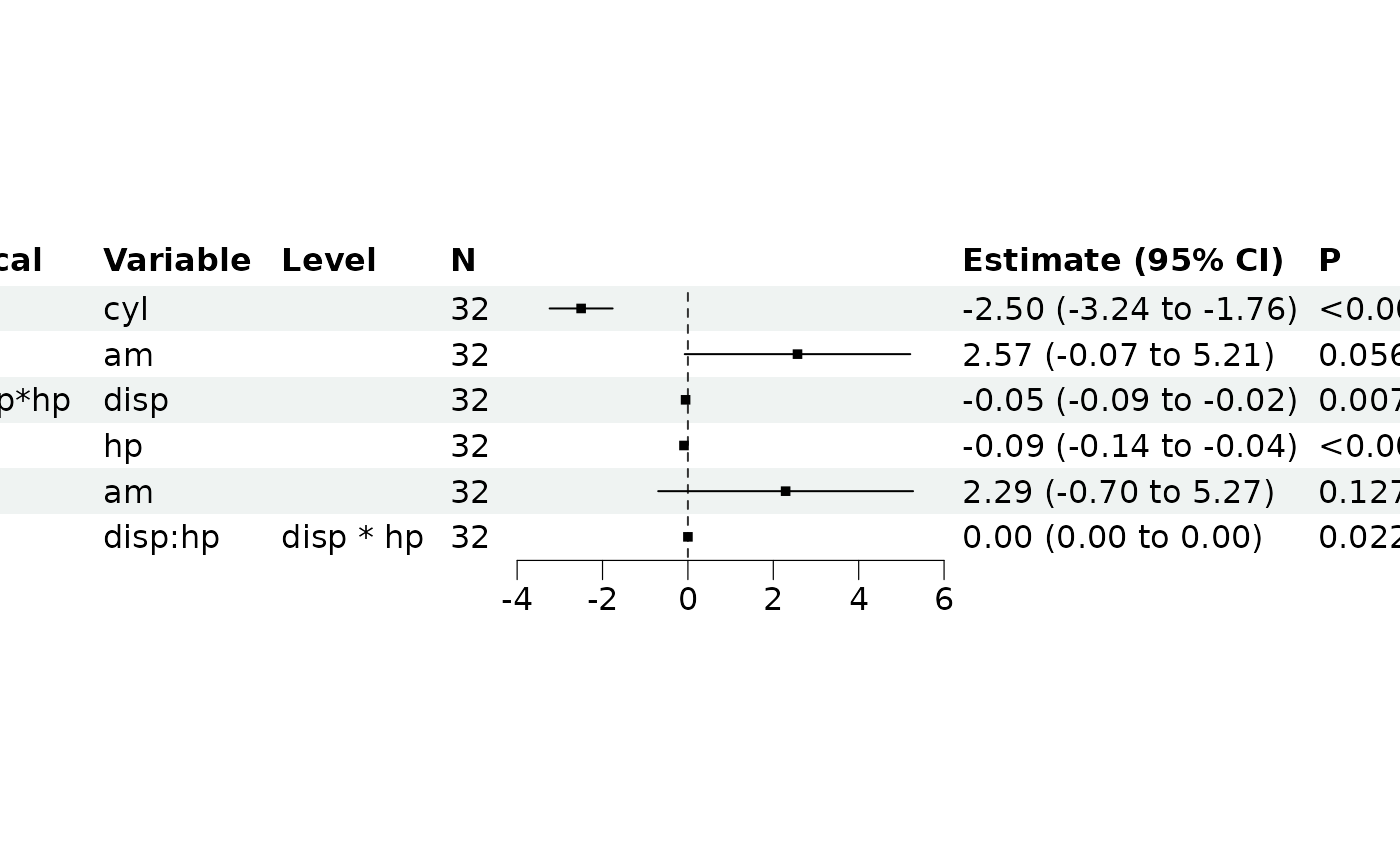 cal Variable Level N Estimate (95% CI) P
cyl 32 -2.50 (-3.24 to -1.76) <0.00
am 32 2.57 (-0.07 to 5.21) 0.056
p*hp disp 32 -0.05 (-0.09 to -0.02) 0.007
hp 32 -0.09 (-0.14 to -0.04) <0.00
am 32 2.29 (-0.70 to 5.27) 0.127
disp:hp disp * hp 32 0.00 (0.00 to 0.00) 0.022
-4 -2 0 2 4 6